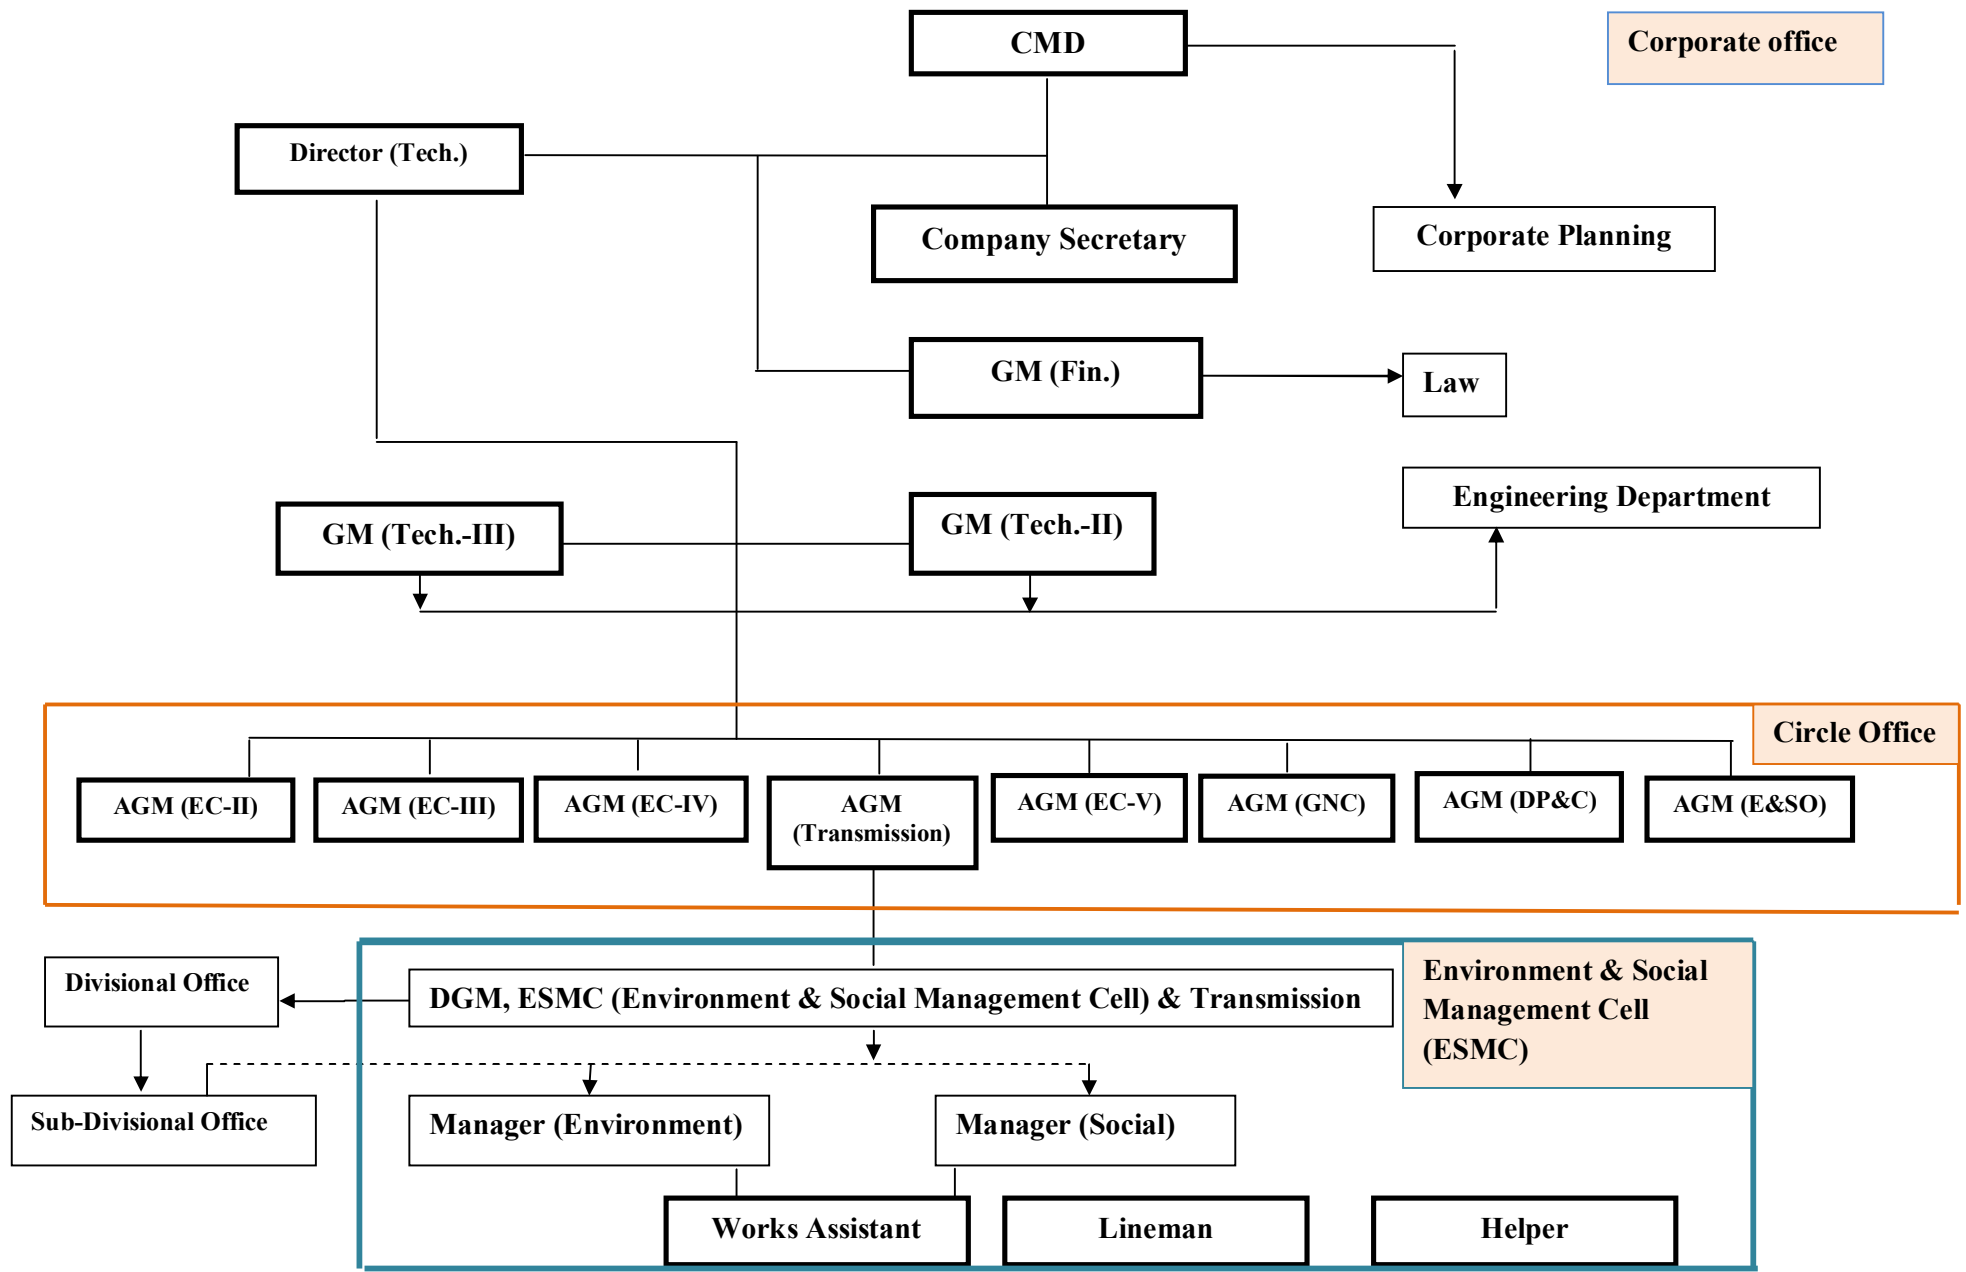 CMD
Corporate office
Director (Tech.)
Company Secretary
Corporate Planning
GM (Fin.)
Law
Engineering Department
GM (Tech.-III)
GM (Tech.-II)
Circle Office
AGM (EC-II)
AGM (EC-III)
AGM (EC-IV)
AGM
(Transmission)
AGM (EC-V)
AGM (GNC)
AGM (DP&C)
AGM (E&SO)
Divisional Office
DGM, ESMC (Environment & Social Management Cell) & Transmission
Environment & Social
Management Cell
(ESMC)
Sub-Divisional Office
Manager (Environment)
Manager (Social)
Works Assistant
Lineman
Helper